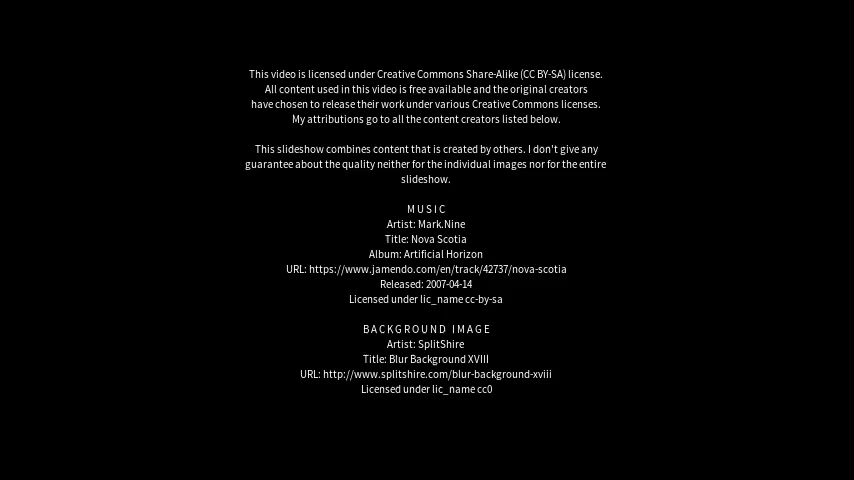 This video is licensed under Creative Commons Share-Alike (CC BY-SA) license.
All content used in this video is free available and the original creators
have chosen to release their work under various Creative Commons licenses.
My attributions go to all the content creators listed below.
This slideshow combines content that is created by others. I don't give any
guarantee about the quality neither for the individual images nor for the entire
slideshow.
MUSIC
Artist: Mark.Nine
Title: Nova Scotia
Album: Artificial Horizon
URL: https://www.jamendo.com/en/track/42737/nova-scotia
Released: 2007-04-14
Licensed under lic_name cc-by-sa
BACKGROUND IMAGE
Artist: SplitShire
Title: Blur Background XVIII
URL: http://www.splitshire.com/blur-background-xviii
Licensed under lic_name cc0